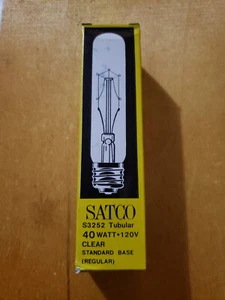 SATCO
S3252 Tubular
40 WATT•120V
CLEAR
STANDARD BASE
(REGULAR)